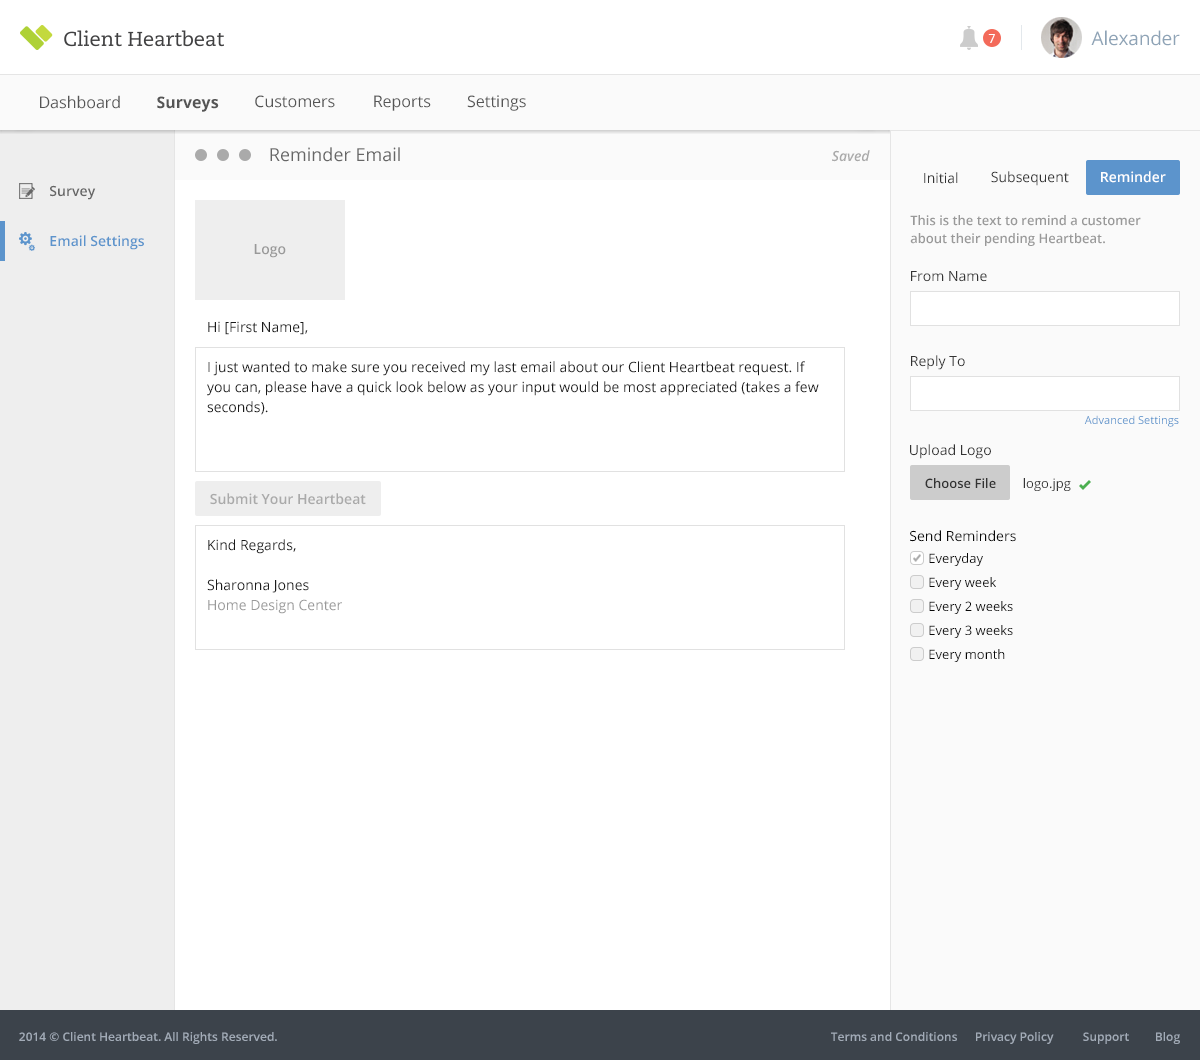 Client Heartbeat
7
Alexander
Dashboard
Surveys
Customers
Reports
Settings
Survey
Email Settings
Reminder Email
Saved
Logo
Hi [First Name],
I just wanted to make sure you received my last email about our Client Heartbeat request. If
you can, please have a quick look below as your input would be most appreciated (takes a few
seconds).
Submit Your Heartbeat
Kind Regards,
Sharonna Jones
Home Design Center
Initial
Subsequent
Reminder
This is the text to remind a customer
about their pending Heartbeat.
From Name
Reply To
Advanced Settings
Upload Logo
Choose File
logo.jpg
Send Reminders
Everyday
Every week
Every 2 weeks
Every 3 weeks
Every month
2014 © Client Heartbeat. All Rights Reserved.
Terms and Conditions
Privacy Policy
Support
Blog